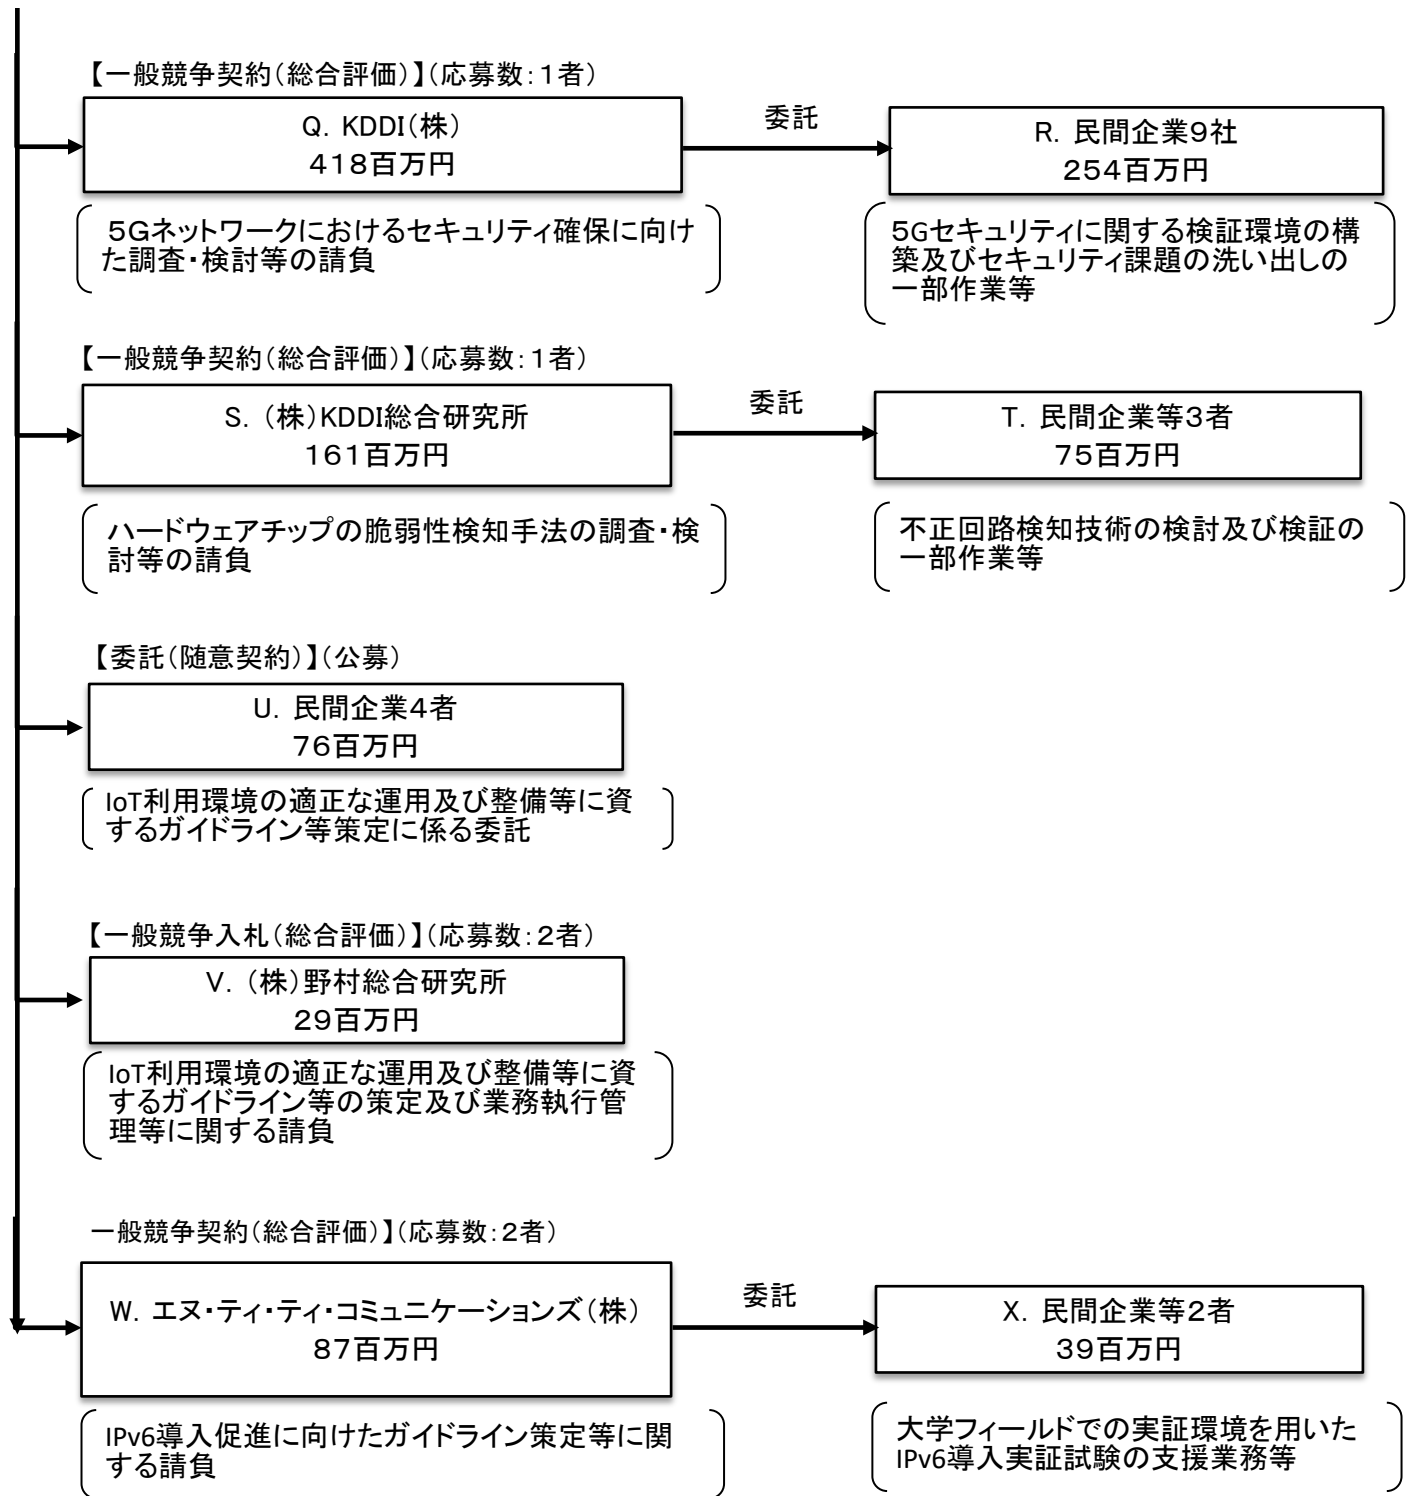 【一般競争契約(総合評価)】(応募数:1者)
Q. KDDI(株)
418百万円
委託
R. 民間企業9社
254百万円
5Gネットワークにおけるセキュリティ確保に向け
た調査・検討等の請負
5Gセキュリティに関する検証環境の構
築及びセキュリティ課題の洗い出しの
一部作業等
【一般競争契約(総合評価)】(応募数:1者)
S. (株)KDDI総合研究所
161百万円
委託
T. 民間企業等3者
75百万円
ハードウェアチップの脆弱性検知手法の調査・検
討等の請負
不正回路検知技術の検討及び検証の
一部作業等
【委託(随意契約)】(公募)
U. 民間企業4者
76百万円
IoT利用環境の適正な運用及び整備等に資
するガイドライン等策定に係る委託
【一般競争入札(総合評価)】(応募数:2者)
V. (株)野村総合研究所
29百万円
IoT利用環境の適正な運用及び整備等に資
するガイドライン等の策定及び業務執行管
理等に関する請負
一般競争契約(総合評価)】(応募数:2者)
W. エヌ・ティ・ティ・コミュニケーションズ(株)
87百万円
委託
X. 民間企業等2者
39百万円
IPv6導入促進に向けたガイドライン策定等に関
する請負
大学フィールドでの実証環境を用いた
IPv6導入実証試験の支援業務等